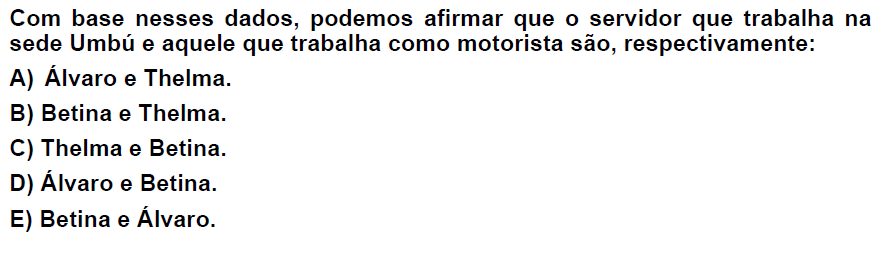 Com base nesses dados, podemos afirmar que o servidor que trabalha na
sede Umbú e aquele que trabalha como motorista são, respectivamente:
A) Álvaro e Thelma.
B) Betina e Thelma.
C) Thelma e Betina.
D) Álvaro e Betina.
E) Betina e Álvaro.